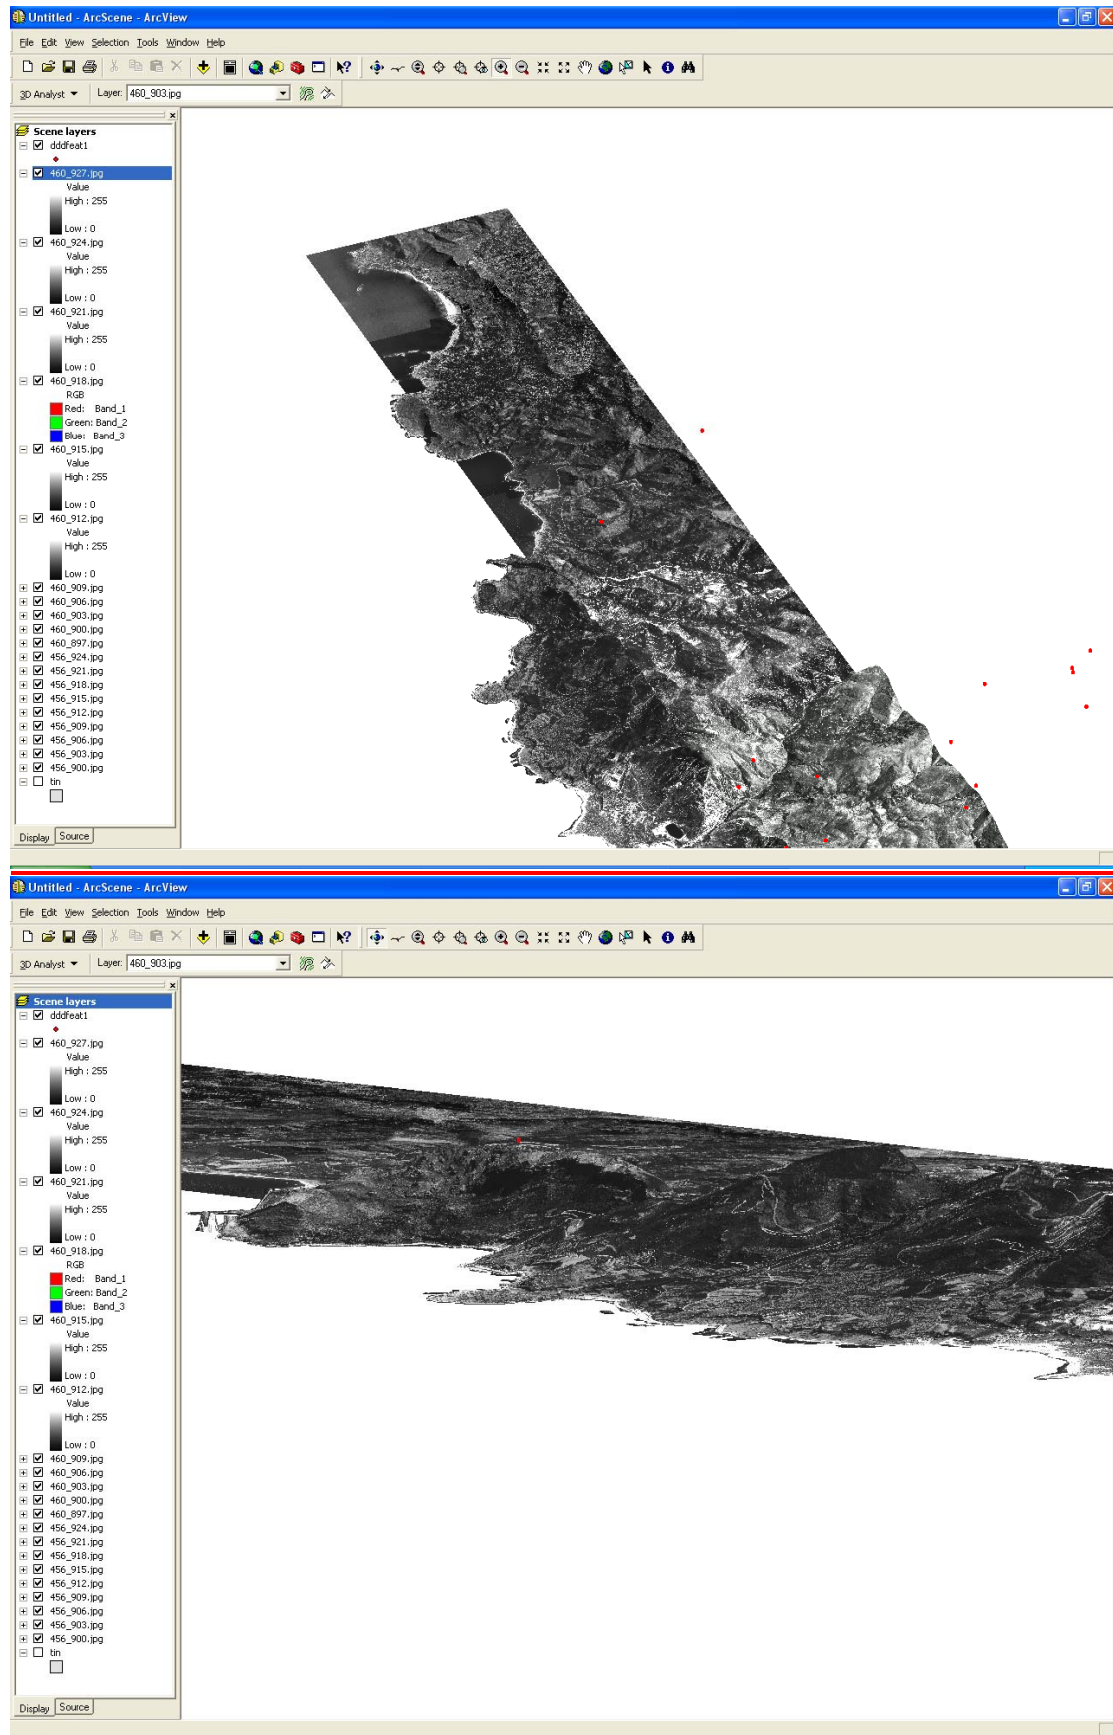 Untitled - ArcScene - ArcView
File Edit View Selection Tools Window Help
3D Analyst Layer: 460_903.jpg
Scene layers
dddfeat1
460_927.jpg
Value
High : 255
Low : 0
460_924.jpg
Value
High : 255
Low : 0
460_921.jpg
Value
High : 255
Low : 0
460_918.jpg
RGB
Red: Band_1
Green: Band_2
Blue: Band_3
460_915.jpg
Value
High : 255
Low : 0
460_912.jpg
Value
High : 255
Low : 0
460_909.jpg
460_906.jpg
460_903.jpg
460_900.jpg
460_897.jpg
456_924.jpg
456_921.jpg
456_918.jpg
456_915.jpg
456_912.jpg
456_909.jpg
456_906.jpg
456_903.jpg
456_900.jpg
tin
Display Source
Untitled - ArcScene - ArcView
File Edit View Selection Tools Window Help
3D Analyst Layer: 460_903.jpg
Scene layers
dddfeat1
460_927.jpg
Value
High : 255
Low : 0
460_924.jpg
Value
High : 255
Low : 0
460_921.jpg
Value
High : 255
Low : 0
460_918.jpg
RGB
Red: Band_1
Green: Band_2
Blue: Band_3
460_915.jpg
Value
High : 255
Low : 0
460_912.jpg
Value
High : 255
Low : 0
460_909.jpg
460_906.jpg
460_903.jpg
460_900.jpg
460_897.jpg
456_924.jpg
456_921.jpg
456_918.jpg
456_915.jpg
456_912.jpg
456_909.jpg
456_906.jpg
456_903.jpg
456_900.jpg
tin
Display Source